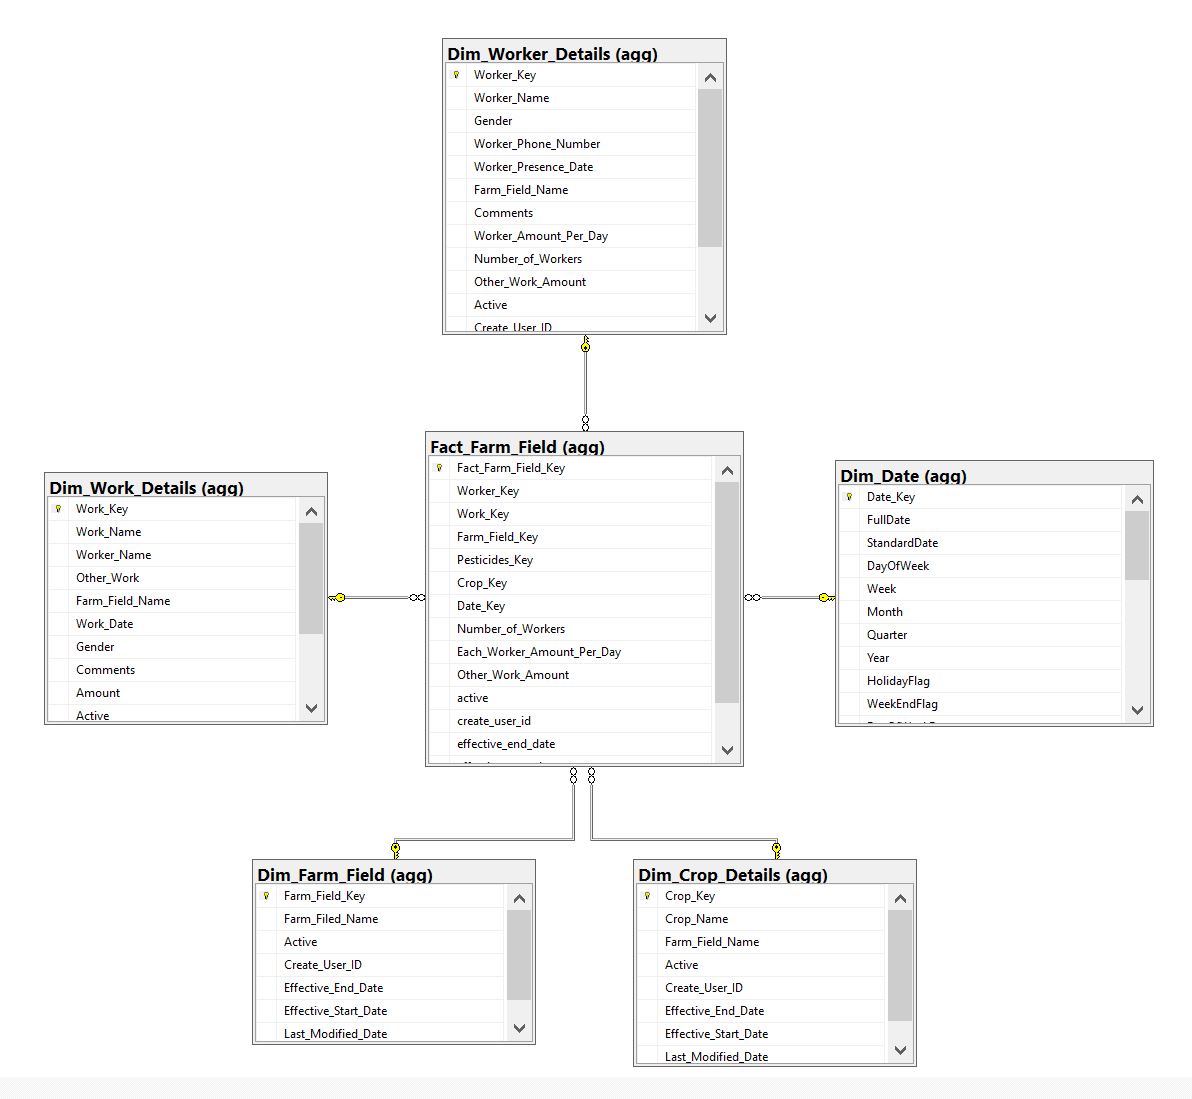 Dim_Worker_Details (agg)
Worker_Key
Worker_Name
Gender
Worker_Phone_Number
Worker_Presence_Date
Farm_Field_Name
Comments
Worker_Amount_Per_Day
Number_of_Workers
Other_Work_Amount
Active
Create_User_ID
Fact_Farm_Field (agg)
Fact_Farm_Field_Key
Worker_Key
Work_Key
Farm_Field_Key
Pesticides_Key
Crop_Key
Date_Key
Number_of_Workers
Each_Worker_Amount_Per_Day
Other_Work_Amount
active
create_user_id
effective_end_date
Dim_Work_Details (agg)
Work_Key
Work_Name
Worker_Name
Other_Work
Farm_Field_Name
Work_Date
Gender
Comments
Amount
Active
Dim_Date (agg)
Date_Key
FullDate
StandardDate
DayOfWeek
Week
Month
Quarter
Year
HolidayFlag
WeekEndFlag
Dim_Farm_Field (agg)
Farm_Field_Key
Farm_Filed_Name
Active
Create_User_ID
Effective_End_Date
Effective_Start_Date
Last_Modified_Date
Dim_Crop_Details (agg)
Crop_Key
Crop_Name
Farm_Field_Name
Active
Create_User_ID
Effective_End_Date
Effective_Start_Date
Last_Modified_Date